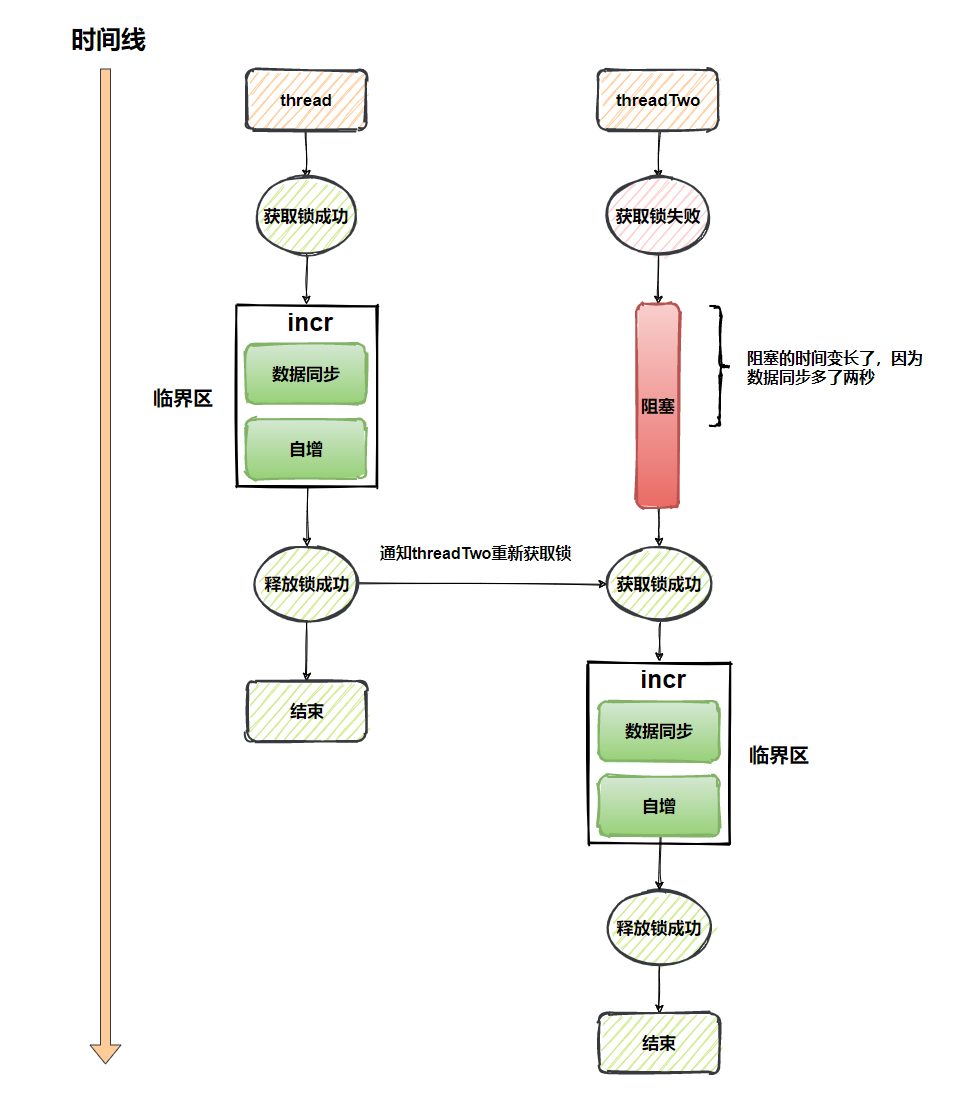 时间线
thread
threadTwo
获取锁成功
获取锁失败
incr
数据同步
自增
临界区
阻塞
阻塞的时间变长了，因为
数据同步多了两秒
释放锁成功
通知threadTwo重新获取锁
获取锁成功
结束
incr
数据同步
自增
临界区
释放锁成功
结束